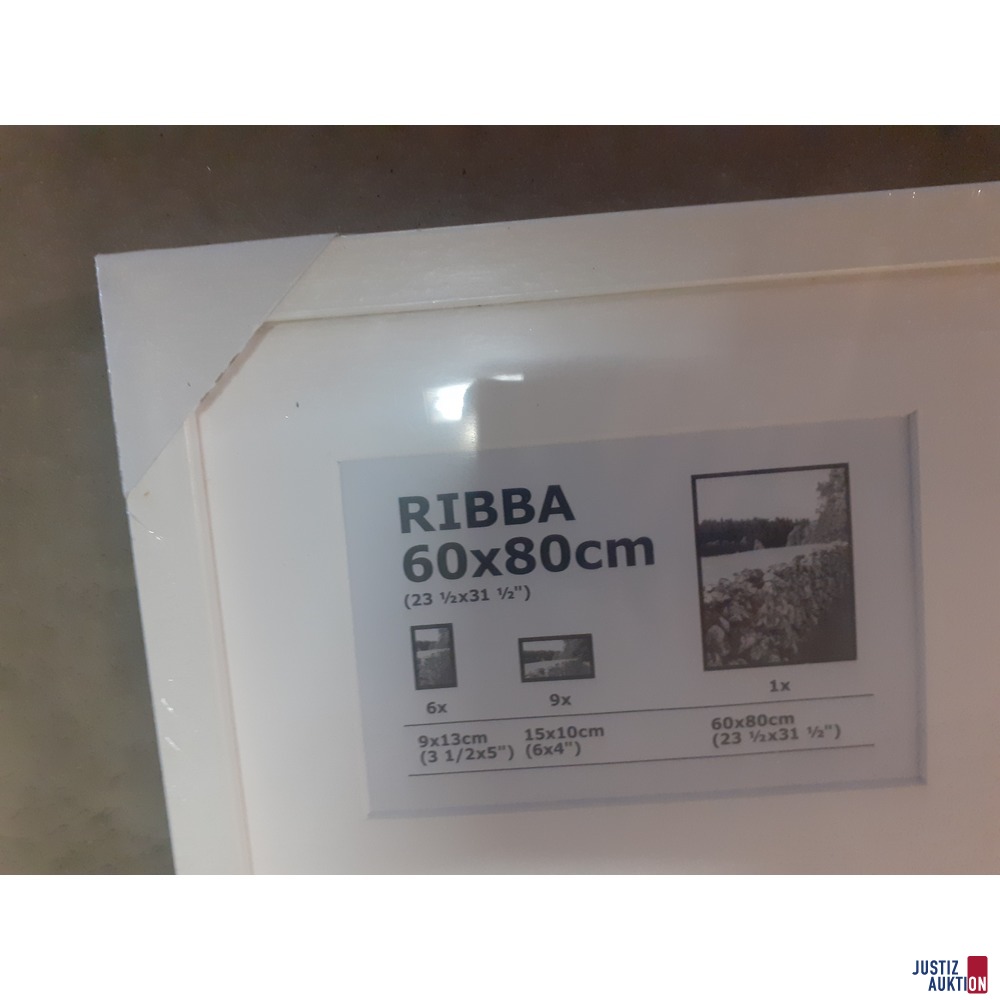 RIBBA
60x80cm
(23 ½x31 ½")
6x
9x
1x
9x13cm
(3 1/2x5")
15x10cm
(6x4")
60x80cm
(23 ½x31 ½")
JUSTIZ
AUKTION